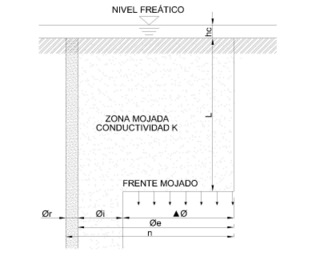 NIVEL FREÁTICO
hc
L
ZONA MOJADA
CONDUCTIVIDAD K
FRENTE MOJADO
Ør
Øi
▲Ø
Øe
n